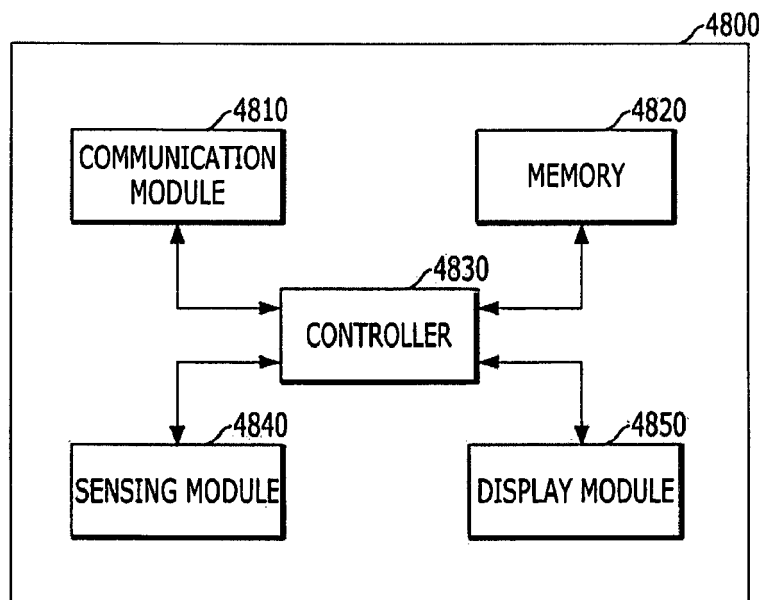 4800
4810
COMMUNICATION
MODULE
4820
MEMORY
4830
CONTROLLER
4840
SENSING MODULE
4850
DISPLAY MODULE